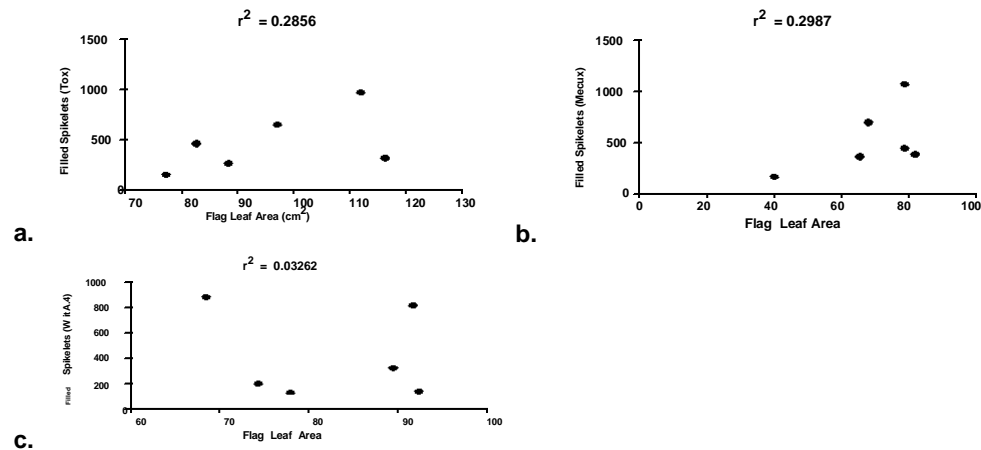 r2 = 0.2856
1500
1000
500
0
Filled Spikelets (Tox)
70 80 90 100 110 120 130
Flag Leaf Area (cm2)
a.
r2 = 0.2987
1500
1000
500
0
Filled Spikelets (Mecux)
0 20 40 60 80 100
Flag Leaf Area
b.
r2 = 0.03262
1000
800
600
400
200
0
Filled Spikelets (W itA.4)
60 70 80 90 100
Flag Leaf Area
c.